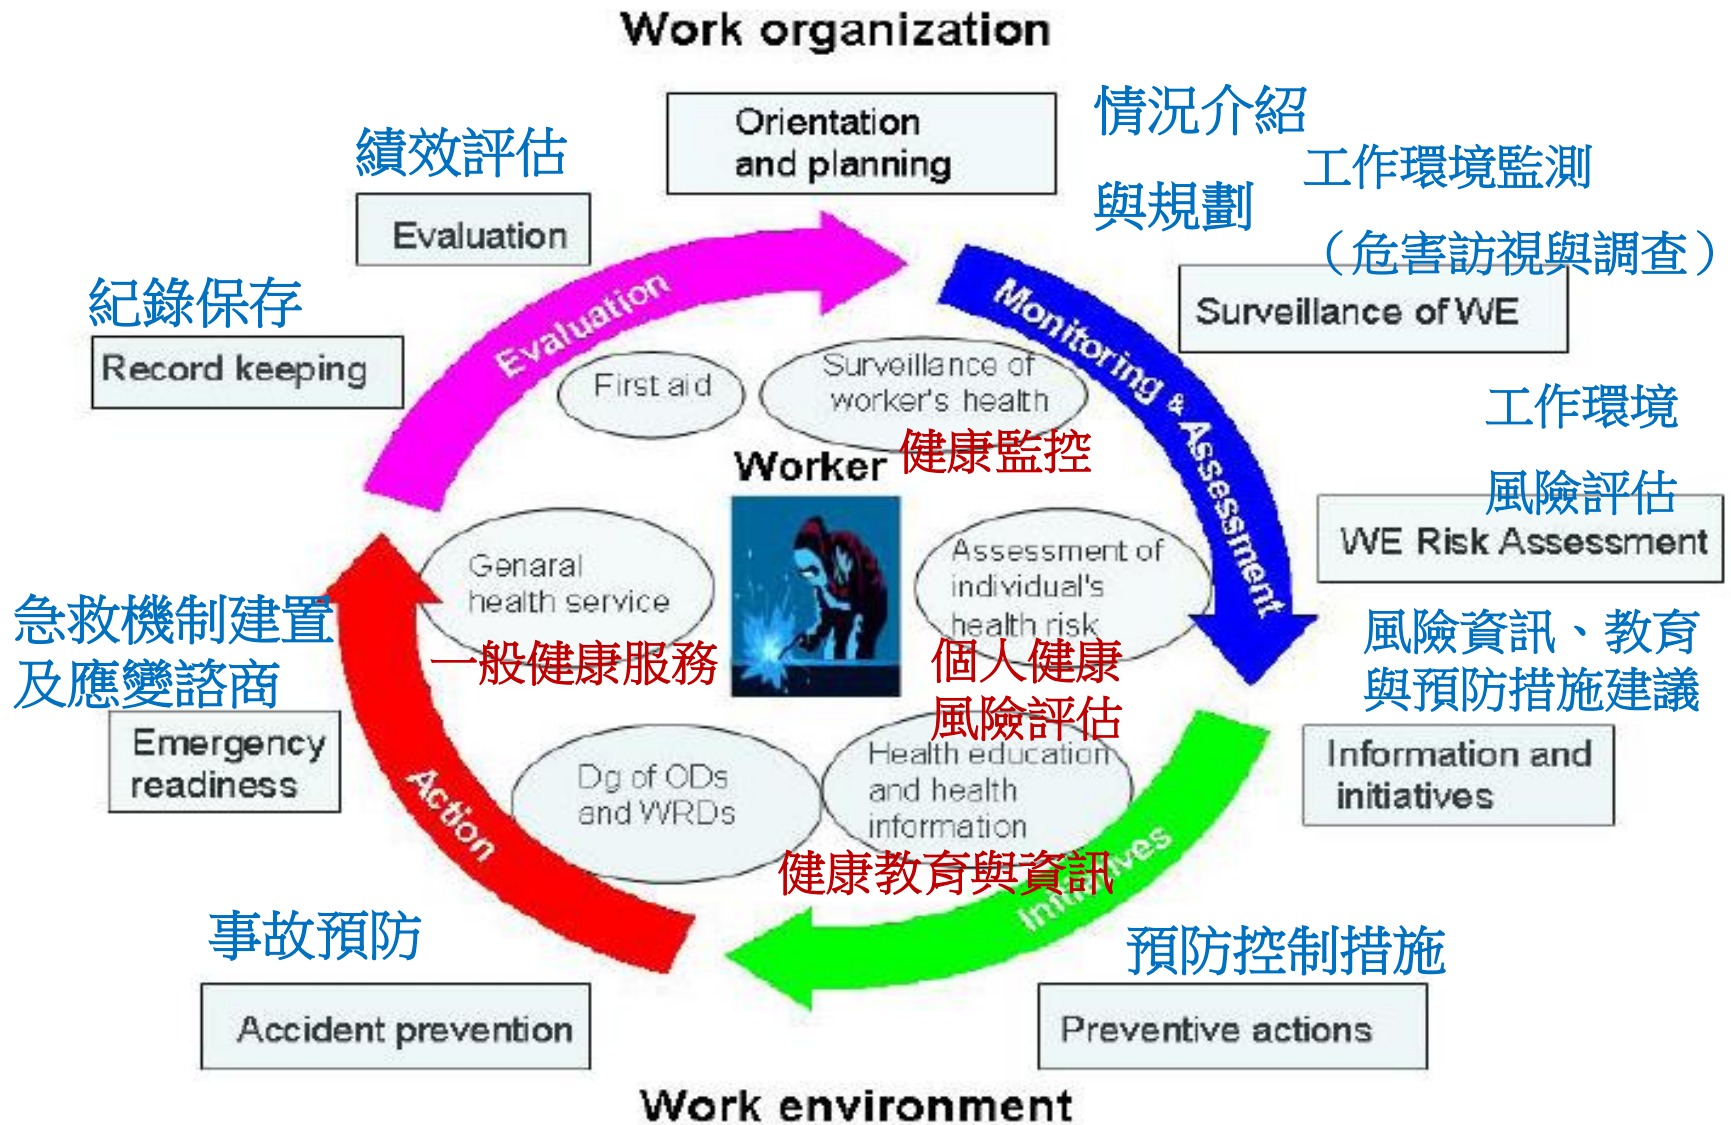 Work organization
Orientation
and planning
情況介紹
與規劃
工作環境監測
（危害訪視與調查）
Surveillance of WE
績效評估
Evaluation
紀錄保存
Record keeping
Evaluation
Monitoring & Assessment
First aid
Surveillance of
worker's health
健康監控
Worker
工作環境
風險評估
WE Risk Assessment
Genaral
health service
一般健康服務
Assessment of
individual's
health risk
個人健康
風險評估
急救機制建置
及應變諮商
Emergency
readiness
風險資訊、教育
與預防措施建議
Information and
initiatives
Action
Dg of ODs
and WRDs
Health education
and health
information
健康教育與資訊
Initiatives
事故預防
Accident prevention
預防控制措施
Preventive actions
Work environment